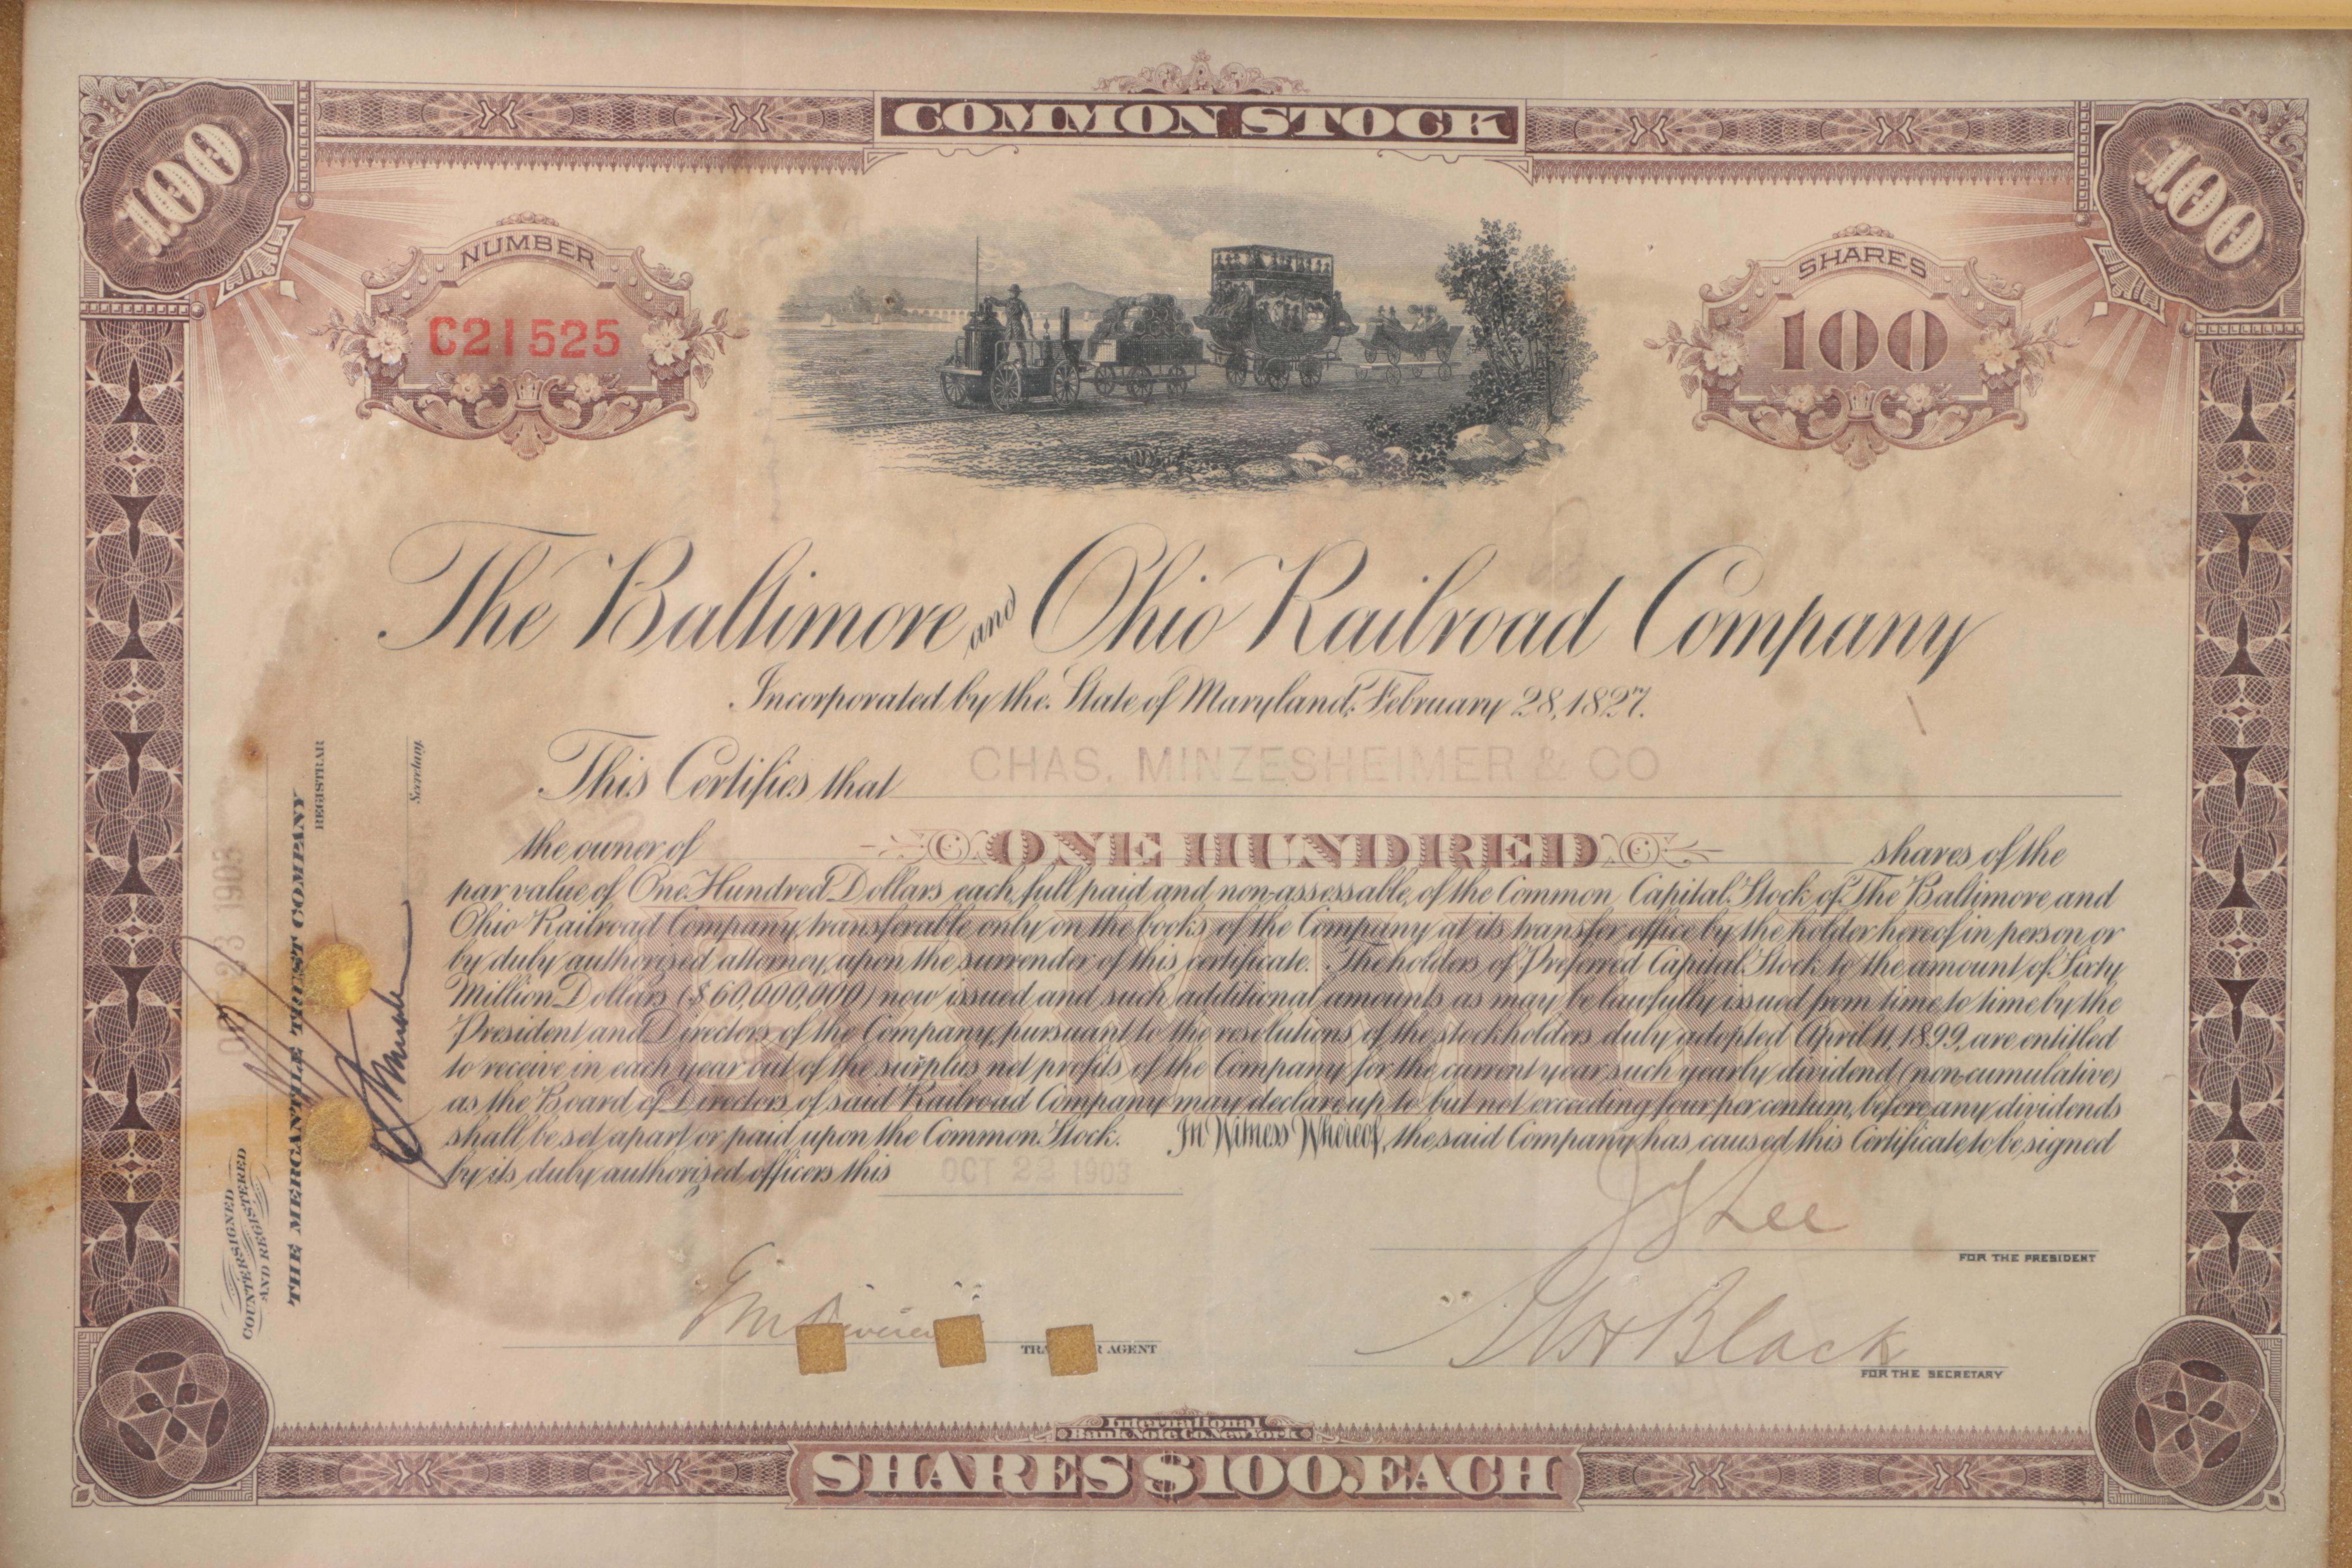 COMMON STOCK
100
100
NUMBER
C21525
SHARES
100
The Baltimore and Ohio Railroad Company
Incorporated by the State of Maryland, February 28, 1827.
This Certifies that CHAS. MINZESHEIMER & CO
the owner of ONE HUNDRED shares of the
par value of One Hundred Dollars each, full paid and non-assessable, of the Common Capital Stock of The Baltimore and
Ohio Railroad Company, transferable only on the books of the Company at its transfer office by the holder hereof in person or
by duly authorized attorney, upon the surrender of this certificate. The holders of Preferred Capital Stock to the amount of Sixty
Million Dollars ($60,000,000) now issued and such additional amounts as may be lawfully issued from time to time by the
President and Directors of the Company pursuant to the resolutions of the stockholders duly adopted April 11, 1899, are entitled
to receive in each year out of the surplus net profits of the Company for the current year such yearly dividend (non-cumulative)
as the Board of Directors of said Railroad Company may declare up to but not exceeding four per centum, before any dividends
shall be set apart or paid upon the Common Stock. In Witness Whereof, the said Company has caused this Certificate to be signed
by its duly authorized officers this OCT 22 1903
COMMON
Lee
FOR THE PRESIDENT
Black
FOR THE SECRETARY
AGENT
COUNTERSIGNED
AND REGISTERED
OCT 23 1903
THE MERCANTILE TRUST COMPANY
REGISTRAR
Secretary
International
Bank Note Co. New York
SHARES $100. EACH